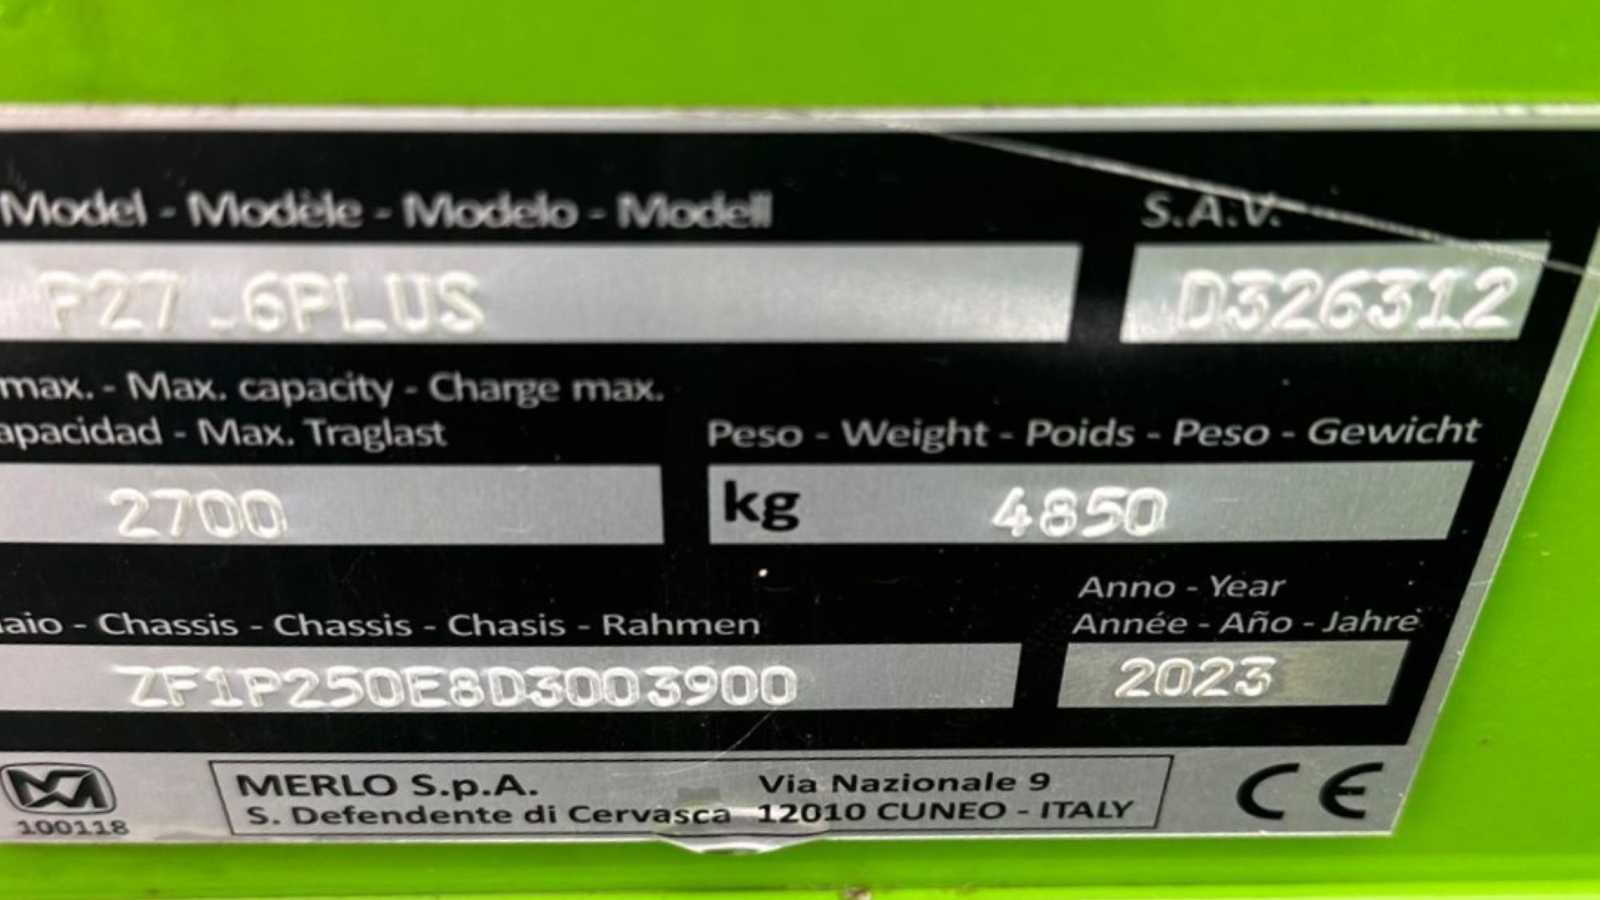 Model - Modèle - Modelo - Modell S.A.V.
P27.6PLUS D326312
max. - Max. capacity - Charge max.
apacidad - Max. Traglast Peso - Weight - Poids - Peso - Gewicht
2700 kg 4850
Anno - Year
aio - Chassis - Chassis - Chasis - Rahmen Année - Año - Jahre
ZF1P250E8D3003900 2023
MERLO S.p.A. Via Nazionale 9
S. Defendente di Cervasca 12010 CUNEO - ITALY
CE
100118